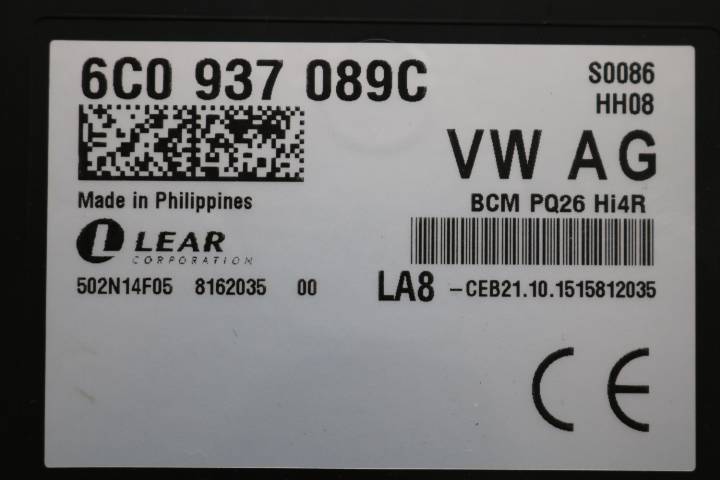 6C0 937 089C
S0086
HH08
VW AG
Made in Philippines
BCM PQ26 Hi4R
LEAR
CORPORATION
502N14F05 8162035 00
LA8 -CEB21.10.1515812035
CE